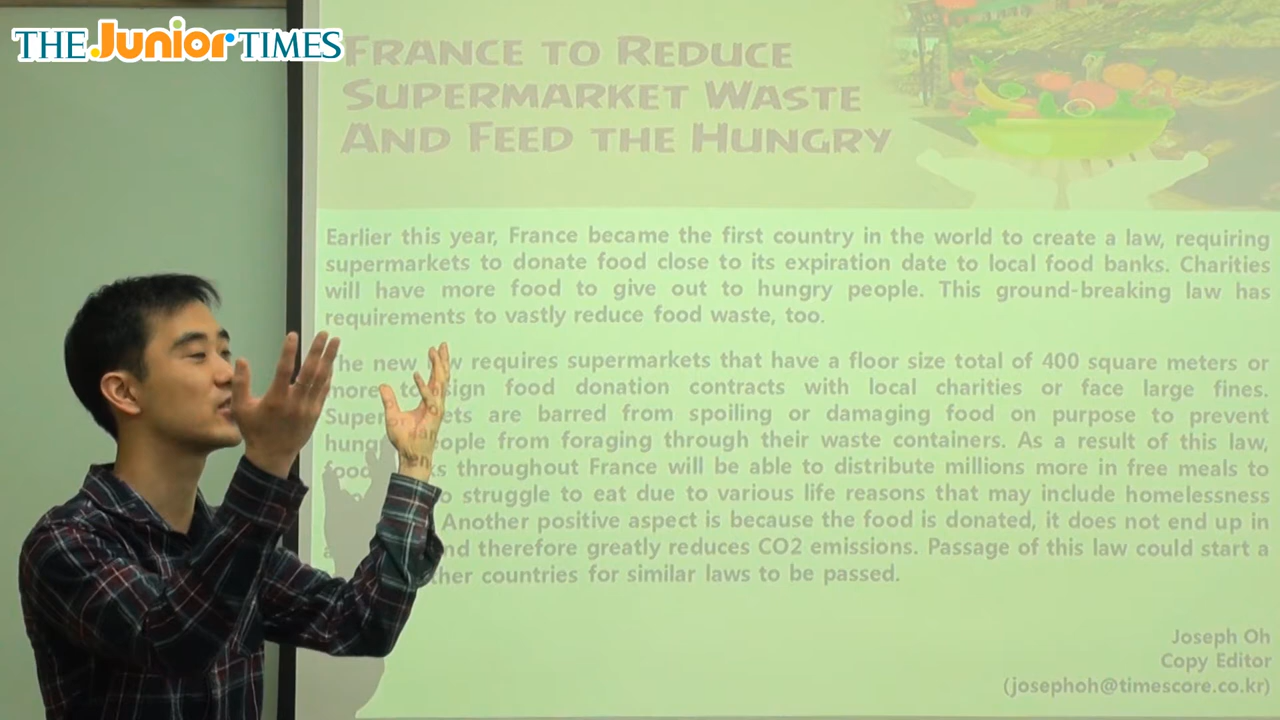 THE Junior TIMES
FRANCE TO REDUCE
SUPERMARKET WASTE
AND FEED THE HUNGRY
Earlier this year, France became the first country in the world to create a law, requiring
supermarkets to donate food close to its expiration date to local food banks. Charities
will have more food to give out to hungry people. This ground-breaking law has
requirements to vastly reduce food waste, too.
The new law requires supermarkets that have a floor size total of 400 square meters or
more to sign food donation contracts with local charities or face large fines.
Supermarkets are barred from spoiling or damaging food on purpose to prevent
hungry people from foraging through their waste containers. As a result of this law,
food banks throughout France will be able to distribute millions more in free meals to
struggle to eat due to various life reasons that may include homelessness
Another positive aspect is because the food is donated, it does not end up in
and therefore greatly reduces CO2 emissions. Passage of this law could start a
other countries for similar laws to be passed.
Joseph Oh
Copy Editor
(josephoh@timescore.co.kr)